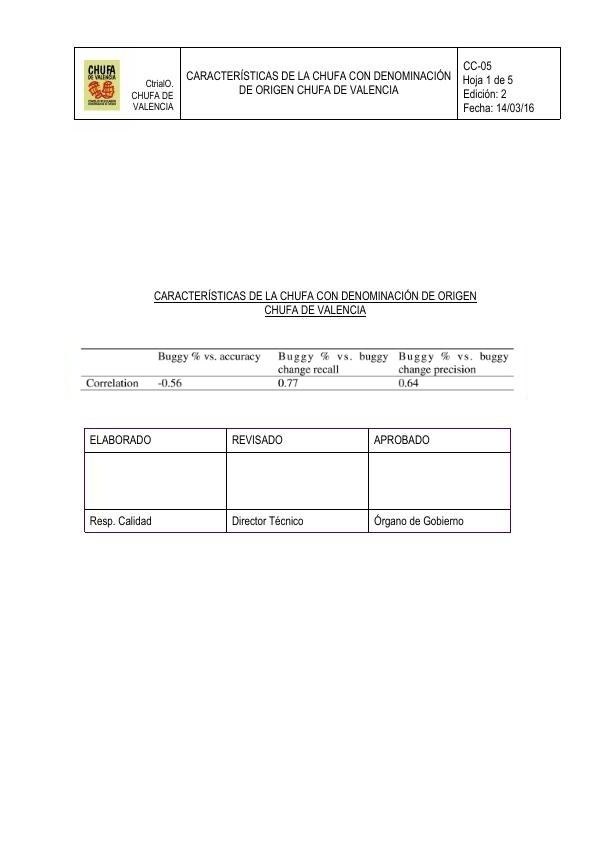 CHUFA
DE VALENCIA
CtrialO.
CHUFA DE
VALENCIA
CARACTERÍSTICAS DE LA CHUFA CON DENOMINACIÓN
DE ORIGEN CHUFA DE VALENCIA
CC-05
Hoja 1 de 5
Edición: 2
Fecha: 14/03/16
CARACTERÍSTICAS DE LA CHUFA CON DENOMINACIÓN DE ORIGEN
CHUFA DE VALENCIA
Buggy % vs. accuracy Buggy % vs. buggy Buggy % vs. buggy
change recall change precision
Correlation -0.56 0.77 0.64
ELABORADO REVISADO APROBADO
Resp. Calidad Director Técnico Órgano de Gobierno